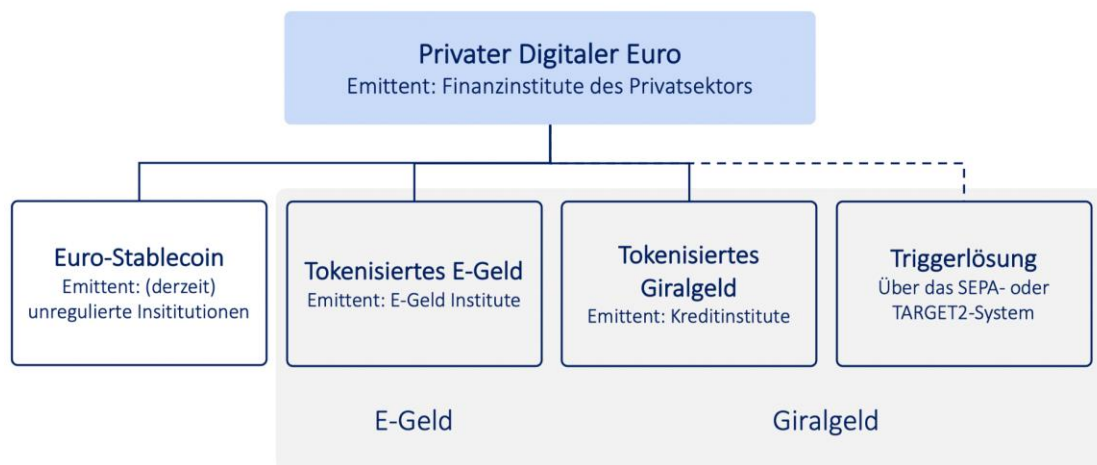 Privater Digitaler Euro
Emittent: Finanzinstitute des Privatsektors
Euro-Stablecoin
Emittent: (derzeit)
unregulierte Insititutionen
Tokenisiertes E-Geld
Emittent: E-Geld Institute
Tokenisiertes
Giralgeld
Emittent: Kreditinstitute
Triggerlösung
Über das SEPA- oder
TARGET2-System
E-Geld
Giralgeld